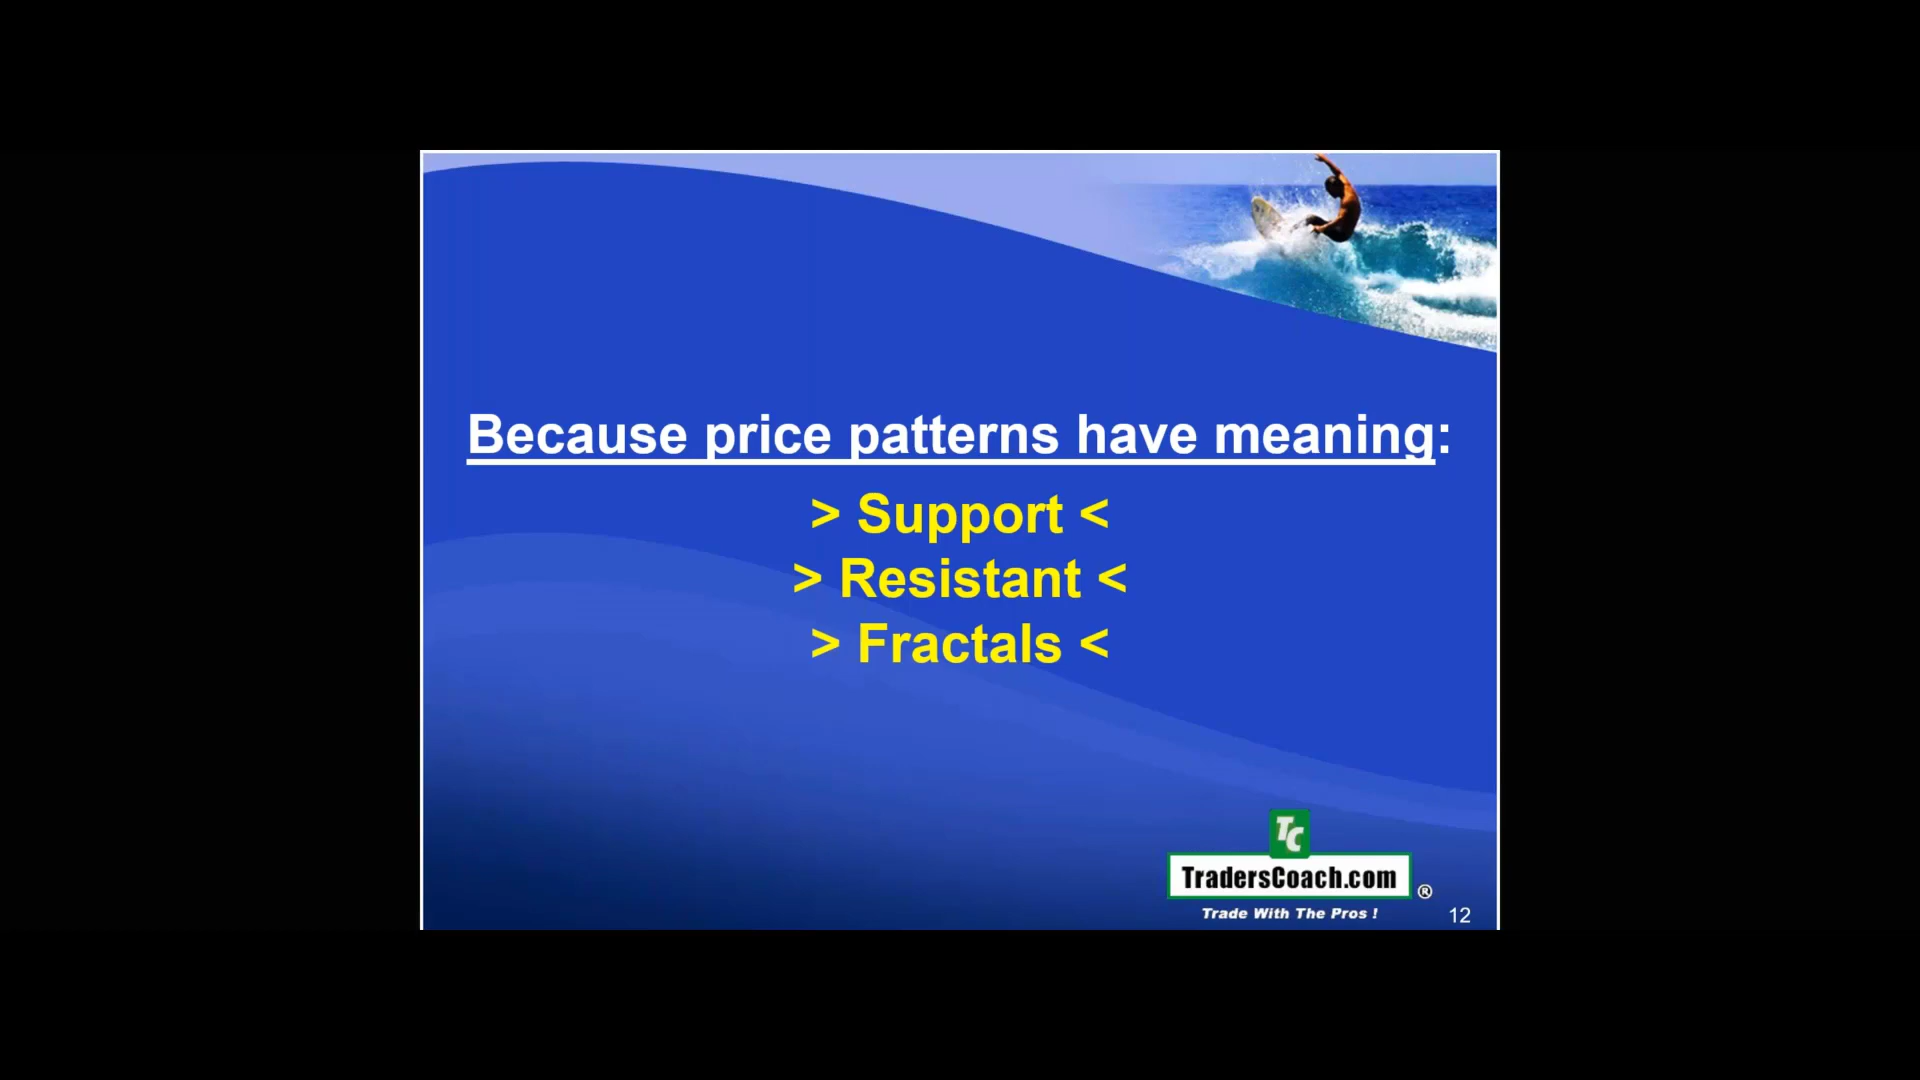 Because price patterns have meaning:
> Support <
> Resistant <
> Fractals <
TC
TradersCoach.com ®
Trade With The Pros !
12